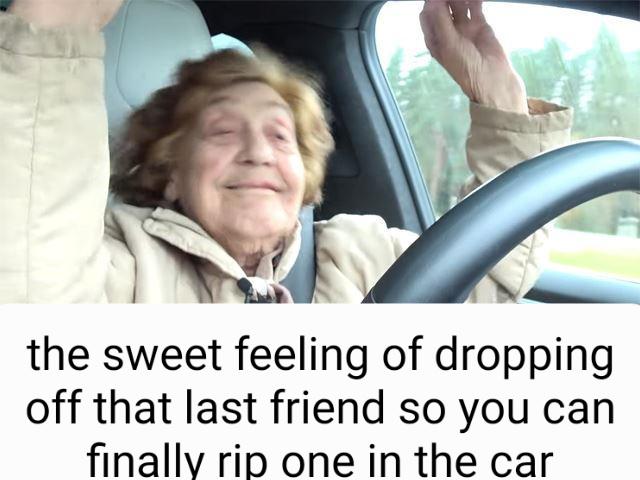 the sweet feeling of dropping
off that last friend so you can
finally rip one in the car